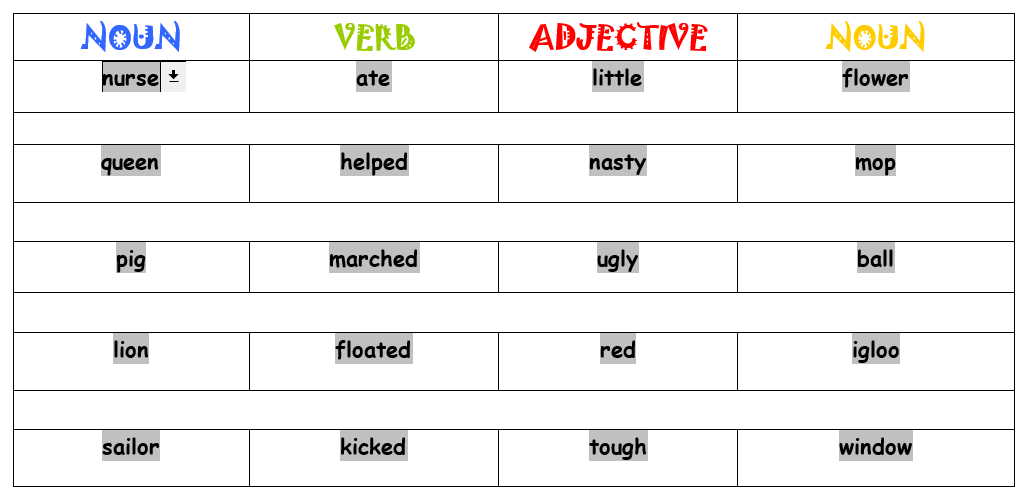 NOUN VERB ADJECTIVE NOUN
nurse ate little flower
queen helped nasty mop
pig marched ugly ball
lion floated red igloo
sailor kicked tough window